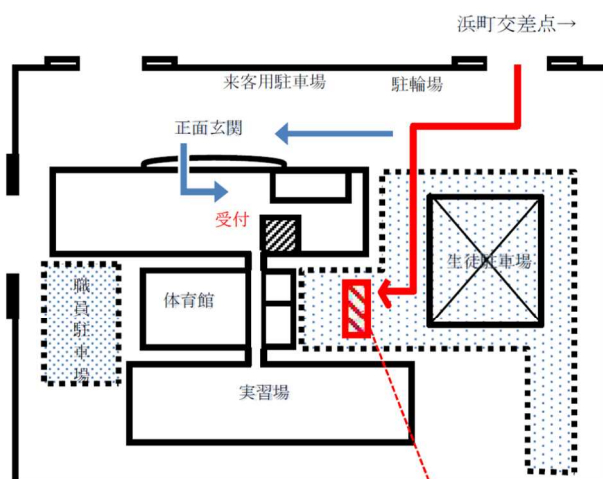 浜町交差点→
来客用駐車場
駐輪場
正面玄関
受付
生徒駐車場
職員駐車場
体育館
実習場